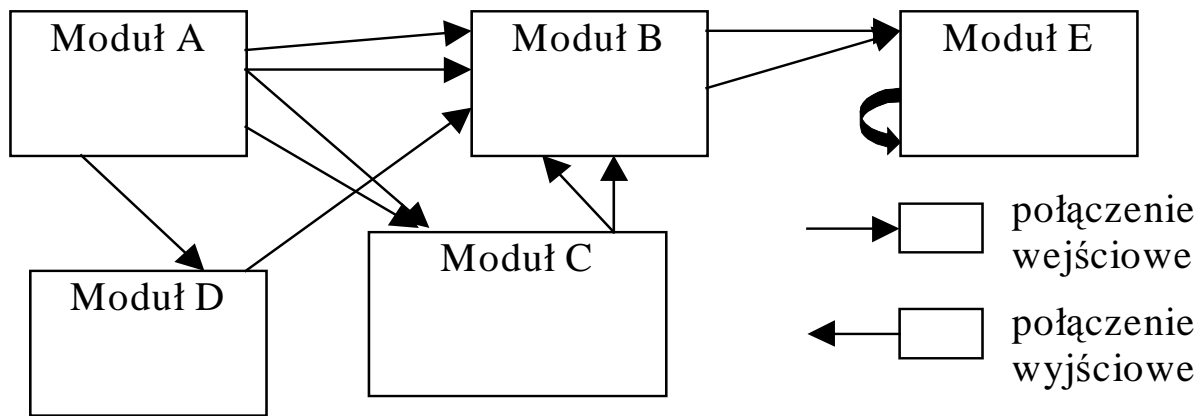 Moduł A
Moduł B
Moduł E
Moduł D
Moduł C
połączenie
wejściowe
połączenie
wyjściowe